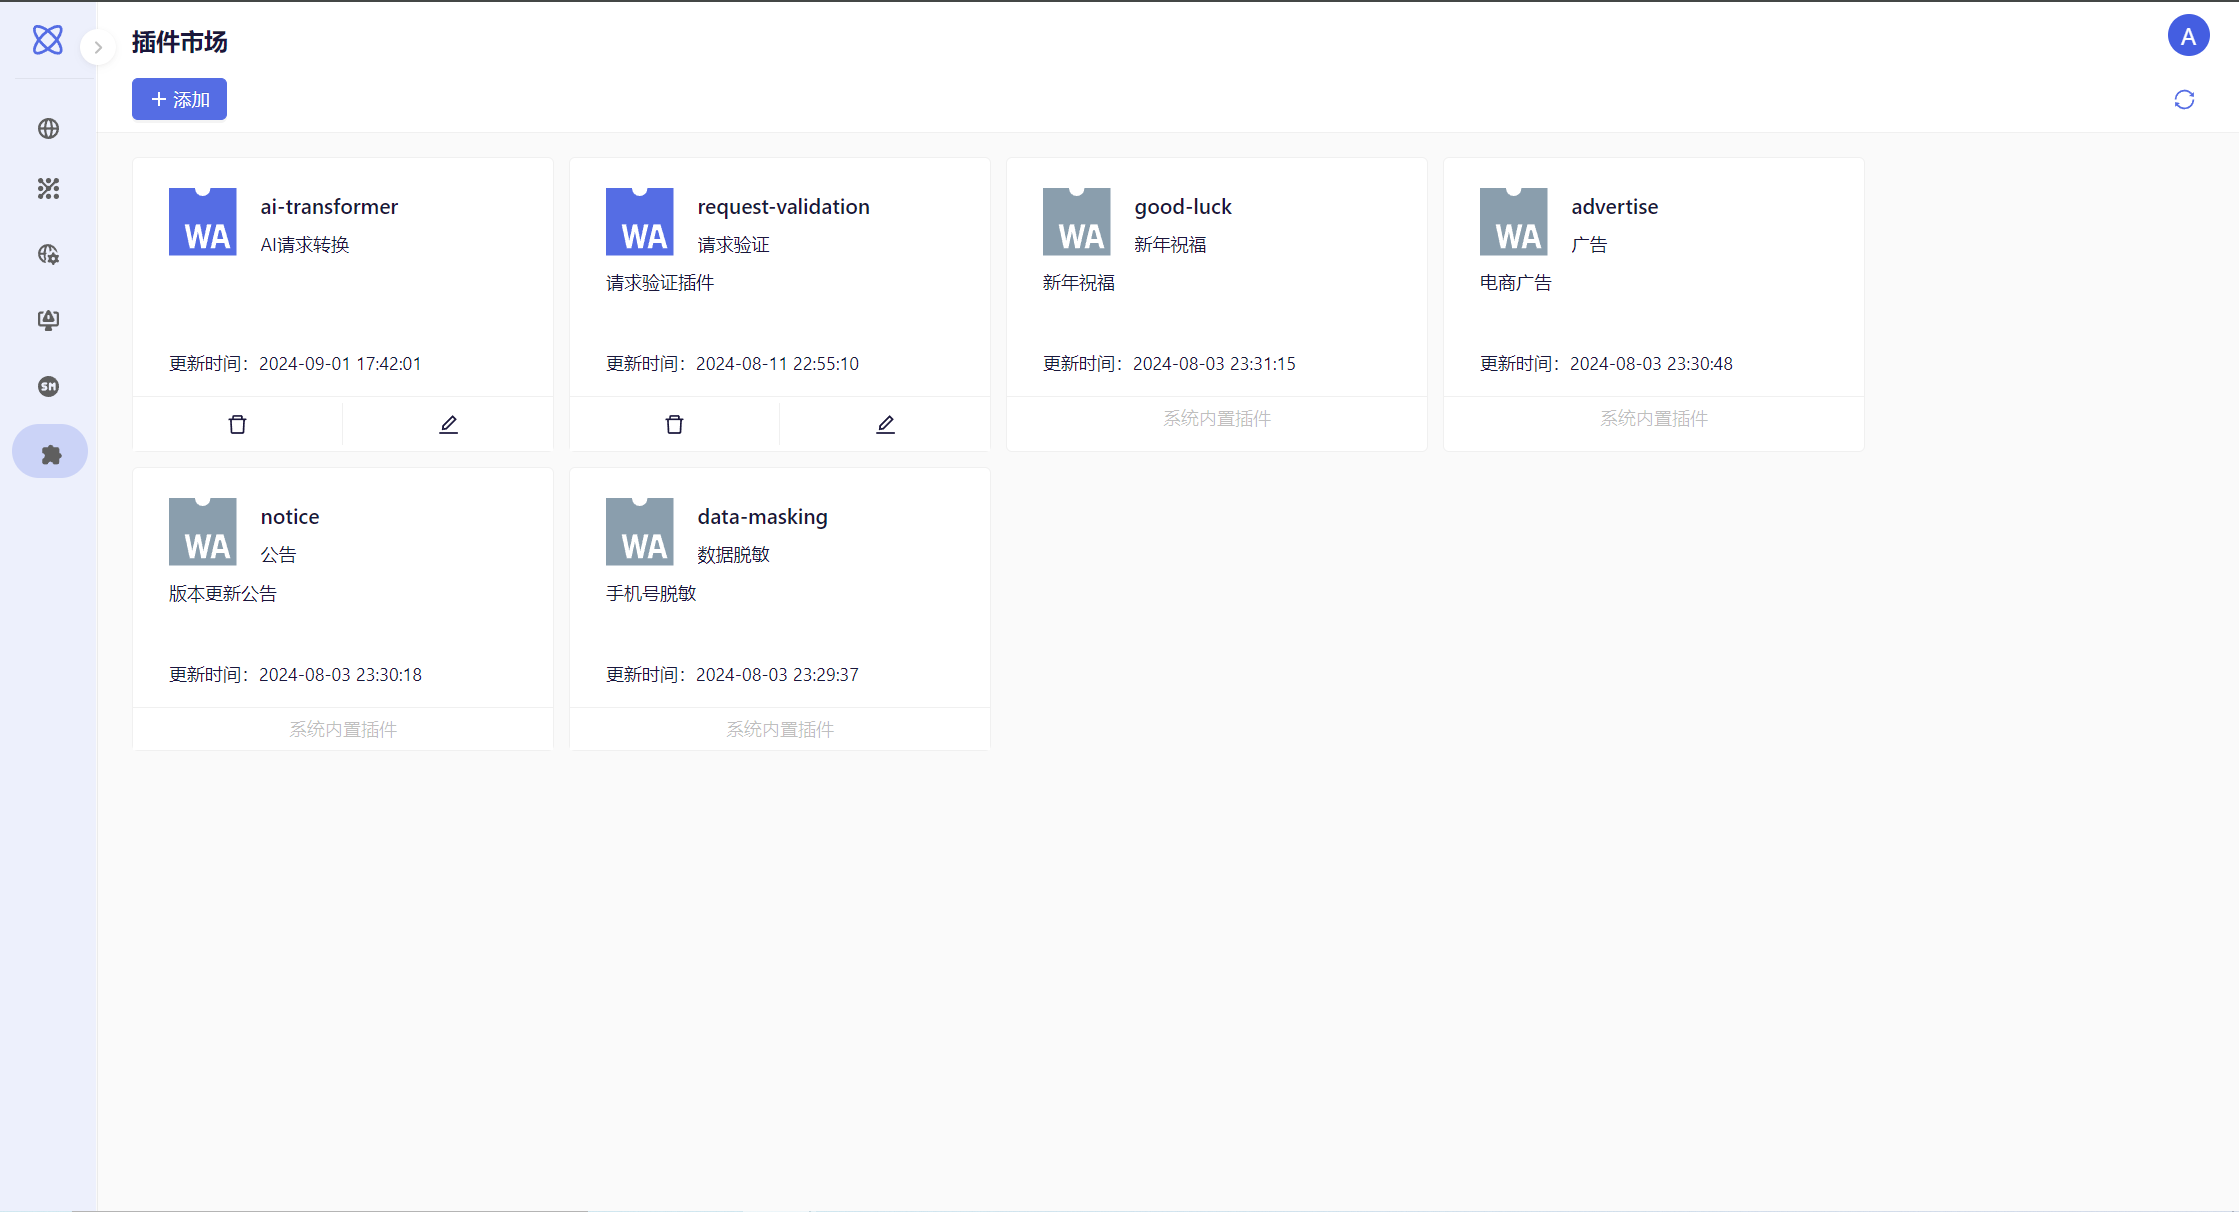 插件市场
A
添加
WA
ai-transformer
AI请求转换
更新时间：2024-09-01 17:42:01
WA
request-validation
请求验证
请求验证插件
更新时间：2024-08-11 22:55:10
WA
good-luck
新年祝福
新年祝福
更新时间：2024-08-03 23:31:15
系统内置插件
WA
advertise
广告
电商广告
更新时间：2024-08-03 23:30:48
系统内置插件
SM
WA
notice
公告
版本更新公告
更新时间：2024-08-03 23:30:18
系统内置插件
WA
data-masking
数据脱敏
手机号脱敏
更新时间：2024-08-03 23:29:37
系统内置插件